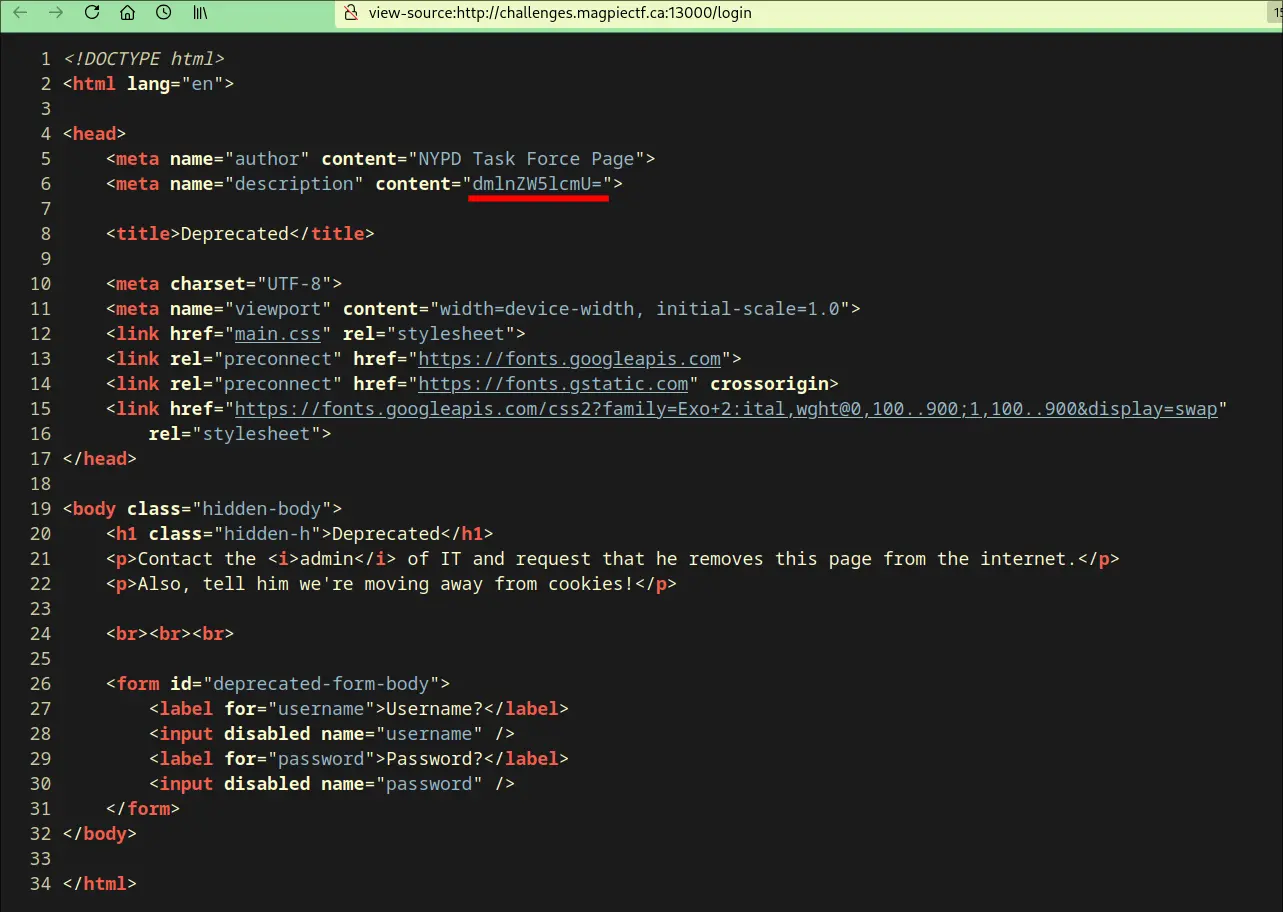 view-source:http://challenges.magpiectf.ca:13000/login
1 <!DOCTYPE html>
2 <html lang="en">
3
4 <head>
5     <meta name="author" content="NYPD Task Force Page">
6     <meta name="description" content="dmlnZW5lcmU=">
7
8     <title>Deprecated</title>
9
10     <meta charset="UTF-8">
11     <meta name="viewport" content="width=device-width, initial-scale=1.0">
12     <link href="main.css" rel="stylesheet">
13     <link rel="preconnect" href="https://fonts.googleapis.com">
14     <link rel="preconnect" href="https://fonts.gstatic.com" crossorigin>
15     <link href="https://fonts.googleapis.com/css2?family=Exo+2:ital,wght@0,100..900;1,100..900&display=swap"
16         rel="stylesheet">
17 </head>
18
19 <body class="hidden-body">
20     <h1 class="hidden-h">Deprecated</h1>
21     <p>Contact the <i>admin</i> of IT and request that he removes this page from the internet.</p>
22     <p>Also, tell him we're moving away from cookies!</p>
23
24     <br><br><br>
25
26     <form id="deprecated-form-body">
27         <label for="username">Username?</label>
28         <input disabled name="username" />
29         <label for="password">Password?</label>
30         <input disabled name="password" />
31     </form>
32 </body>
33
34 </html>